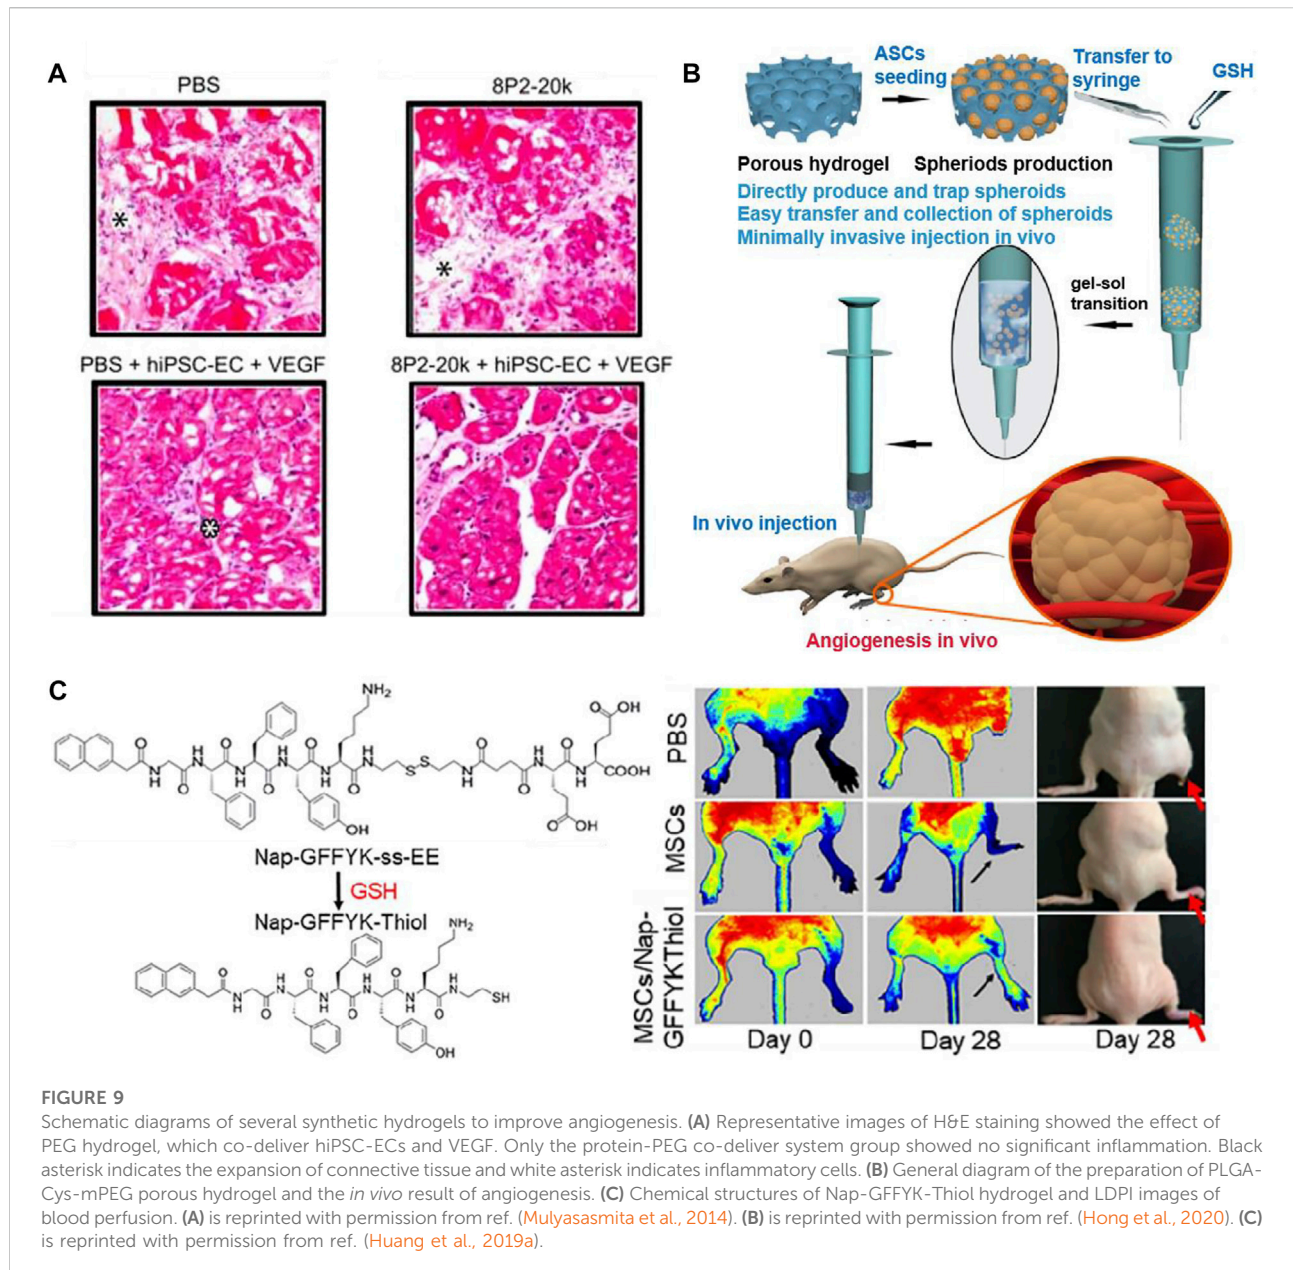 A
PBS
8P2-20k
*
*
PBS + hiPSC-EC + VEGF
8P2-20k + hiPSC-EC + VEGF
*
B
ASCs
seeding
Transfer to
syringe
GSH
Porous hydrogel
Spheriods production
Directly produce and trap spheroids
Easy transfer and collection of spheroids
Minimally invasive injection in vivo
gel-sol
transition
In vivo injection
Angiogenesis in vivo
C
NH₂
OH
O
O
H
N
O
H
N
O
H
N
S
S
N
H
O
O
H
N
O
N
H
COOH
O
OH
OH
Nap-GFFYK-ss-EE
GSH
Nap-GFFYK-Thiol
NH₂
O
N
H
O
H
N
O
H
N
O
H
N
O
H
N
O
H
N
SH
OH
PBS
MSCs
MSCs/Nap-
GFFYKThiol
Day 0
Day 28
Day 28
FIGURE 9
Schematic diagrams of several synthetic hydrogels to improve angiogenesis. (A) Representative images of H&E staining showed the effect of
PEG hydrogel, which co-deliver hiPSC-ECs and VEGF. Only the protein-PEG co-deliver system group showed no significant inflammation. Black
asterisk indicates the expansion of connective tissue and white asterisk indicates inflammatory cells. (B) General diagram of the preparation of PLGA-
Cys-mPEG porous hydrogel and the in vivo result of angiogenesis. (C) Chemical structures of Nap-GFFYK-Thiol hydrogel and LDPI images of
blood perfusion. (A) is reprinted with permission from ref. (Mulyasasmita et al., 2014). (B) is reprinted with permission from ref. (Hong et al., 2020). (C)
is reprinted with permission from ref. (Huang et al., 2019a).